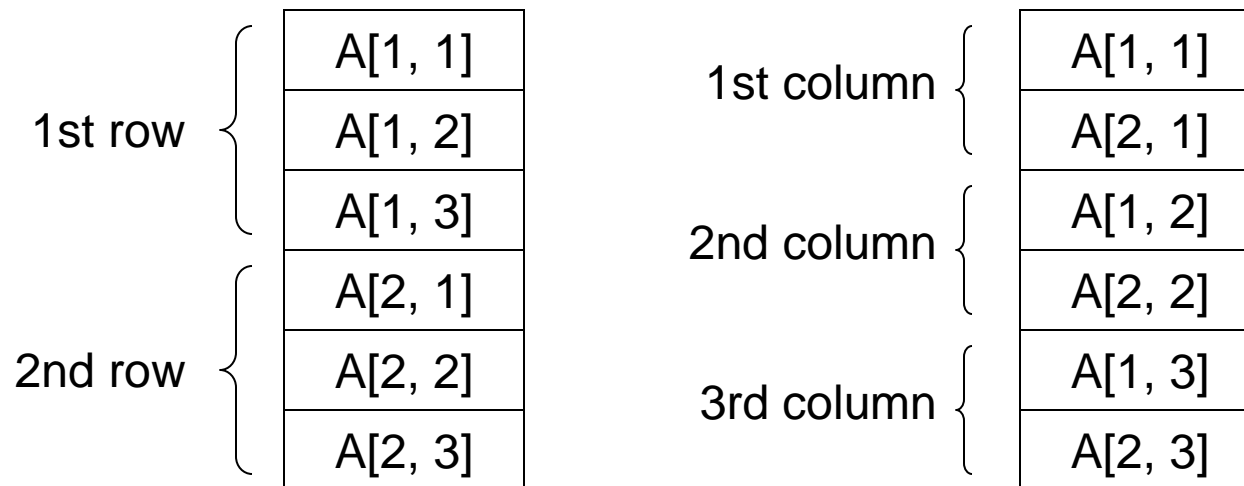 1st row
A[1, 1]
A[1, 2]
A[1, 3]
2nd row
A[2, 1]
A[2, 2]
A[2, 3]
1st column
A[1, 1]
A[2, 1]
2nd column
A[1, 2]
A[2, 2]
3rd column
A[1, 3]
A[2, 3]